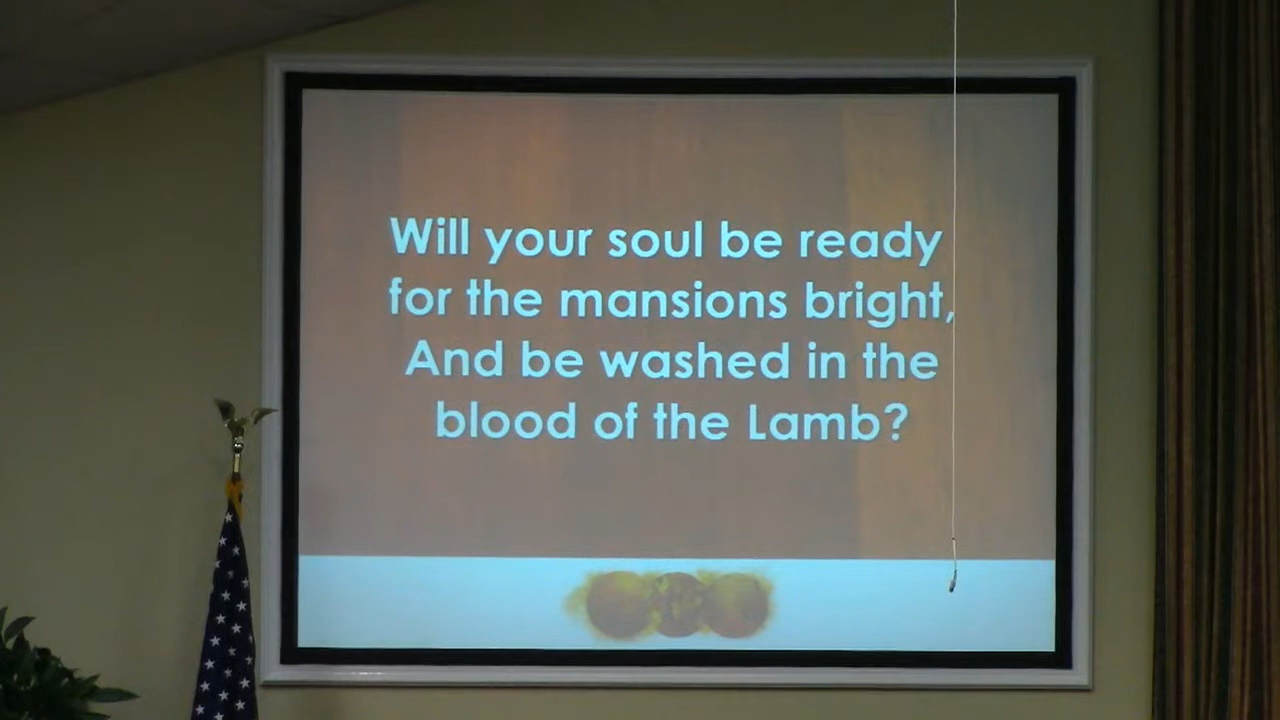 Will your soul be ready
for the mansions bright,
And be washed in the
blood of the Lamb?